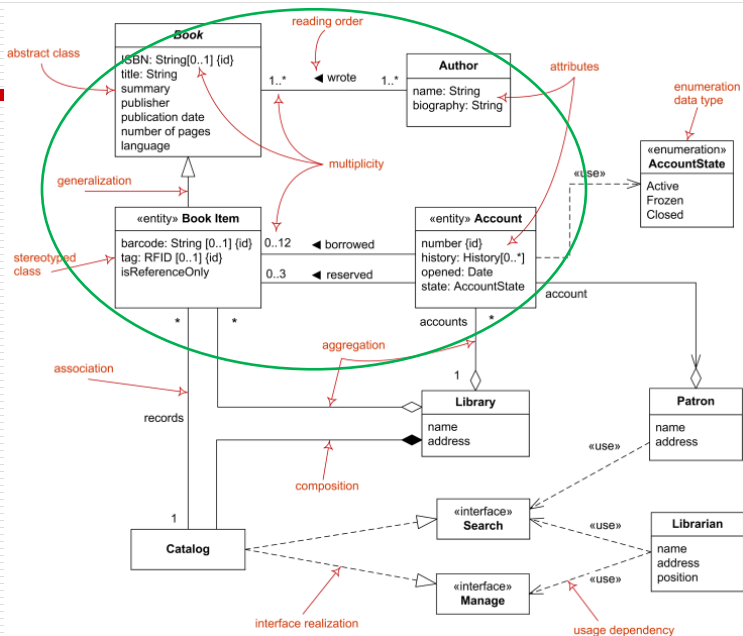 reading order
Book
abstract class
ISBN: String[0..1] {id}
title: String
summary
publisher
publication date
number of pages
language
1..*
◄ wrote
1..*
Author
name: String
biography: String
attributes
enumeration
data type
multiplicity
«enumeration»
AccountState
Active
Frozen
Closed
«use»
generalization
«entity» Book Item
barcode: String [0..1] {id}
tag: RFID [0..1] {id}
isReferenceOnly
stereotyped
class
0..12
◄ borrowed
0..3
◄ reserved
«entity» Account
number {id}
history: History[0..*]
opened: Date
state: AccountState
account
*
*
accounts
*
aggregation
association
1
records
Library
name
address
Patron
name
address
«use»
composition
1
Catalog
«interface»
Search
«use»
Librarian
name
address
position
«interface»
Manage
«use»
interface realization
usage dependency